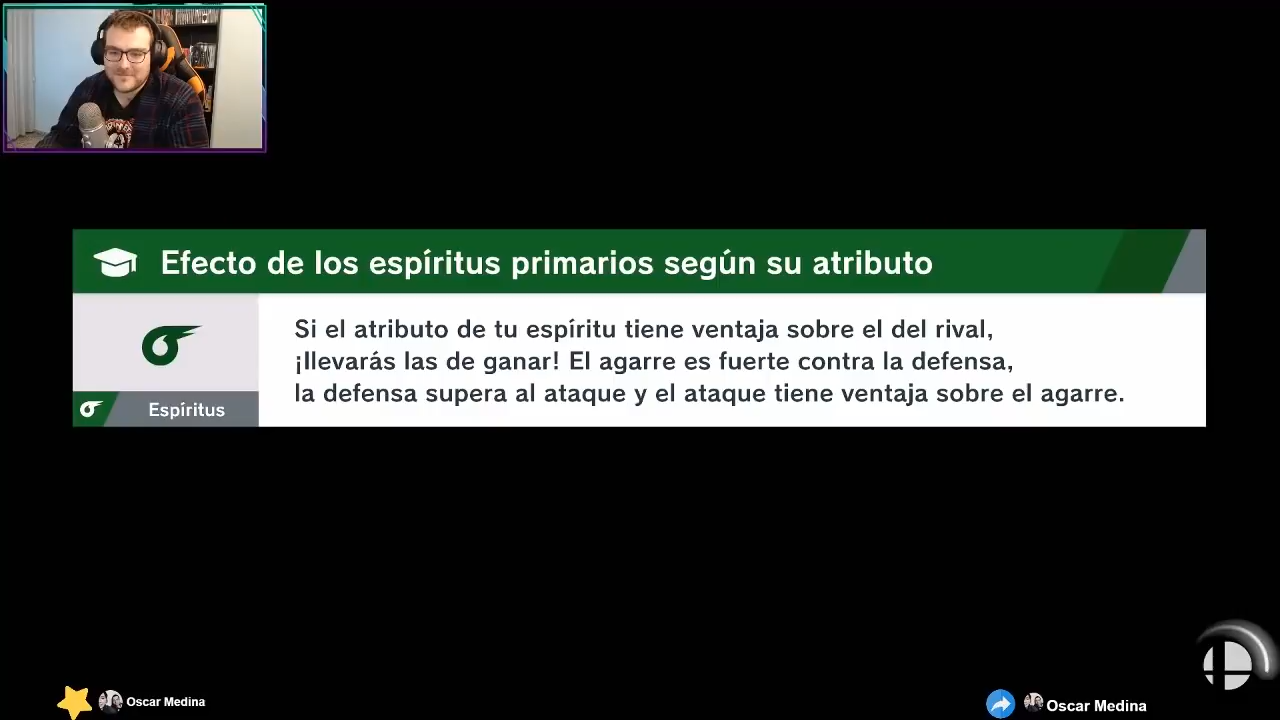 Efecto de los espíritus primarios según su atributo
Si el atributo de tu espíritu tiene ventaja sobre el del rival,
¡llevarás las de ganar! El agarre es fuerte contra la defensa,
la defensa supera al ataque y el ataque tiene ventaja sobre el agarre.
Espíritus
Oscar Medina
Oscar Medina